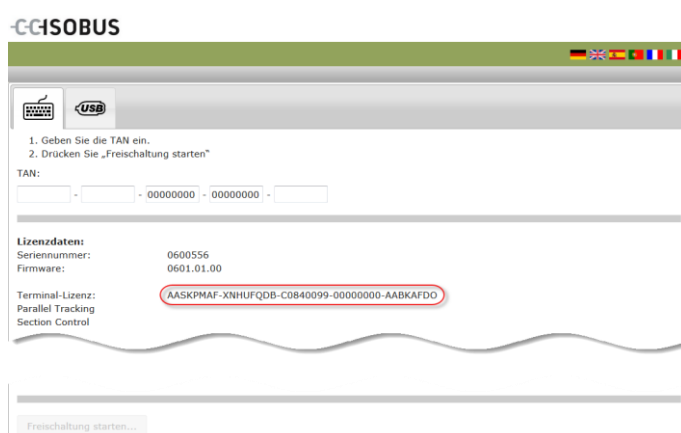 CCISOBUS
USB
1. Geben Sie die TAN ein.
2. Drücken Sie „Freischaltung starten"
TAN:
- - 00000000 - 00000000 -
Lizenzdaten:
Seriennummer: 0600556
Firmware: 0601.01.00
Terminal-Lizenz: AASKPMAF-XNHUFQDB-C0840099-00000000-AABKAFDO
Parallel Tracking
Section Control
Freischaltung starten...